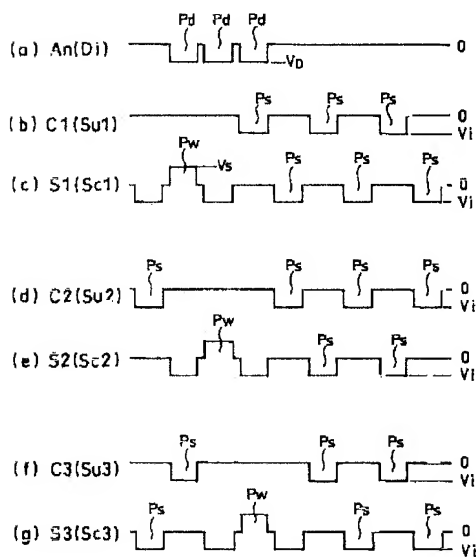 Pd Pd Pd
(a) An(Di) 0
VD
Ps Ps Ps
(b) C1(Su1) 0
Vi
Pw
Vs Ps Ps Ps
(c) S1(Sc1) 0
Vi
Ps Ps Ps Ps
(d) C2(Su2) 0
Vi
Pw
Ps Ps
(e) S2(Sc2) 0
Vi
Ps Ps Ps
(f) C3(Su3) 0
Vi
Ps Pw Ps Ps
(g) S3(Sc3) 0
Vi